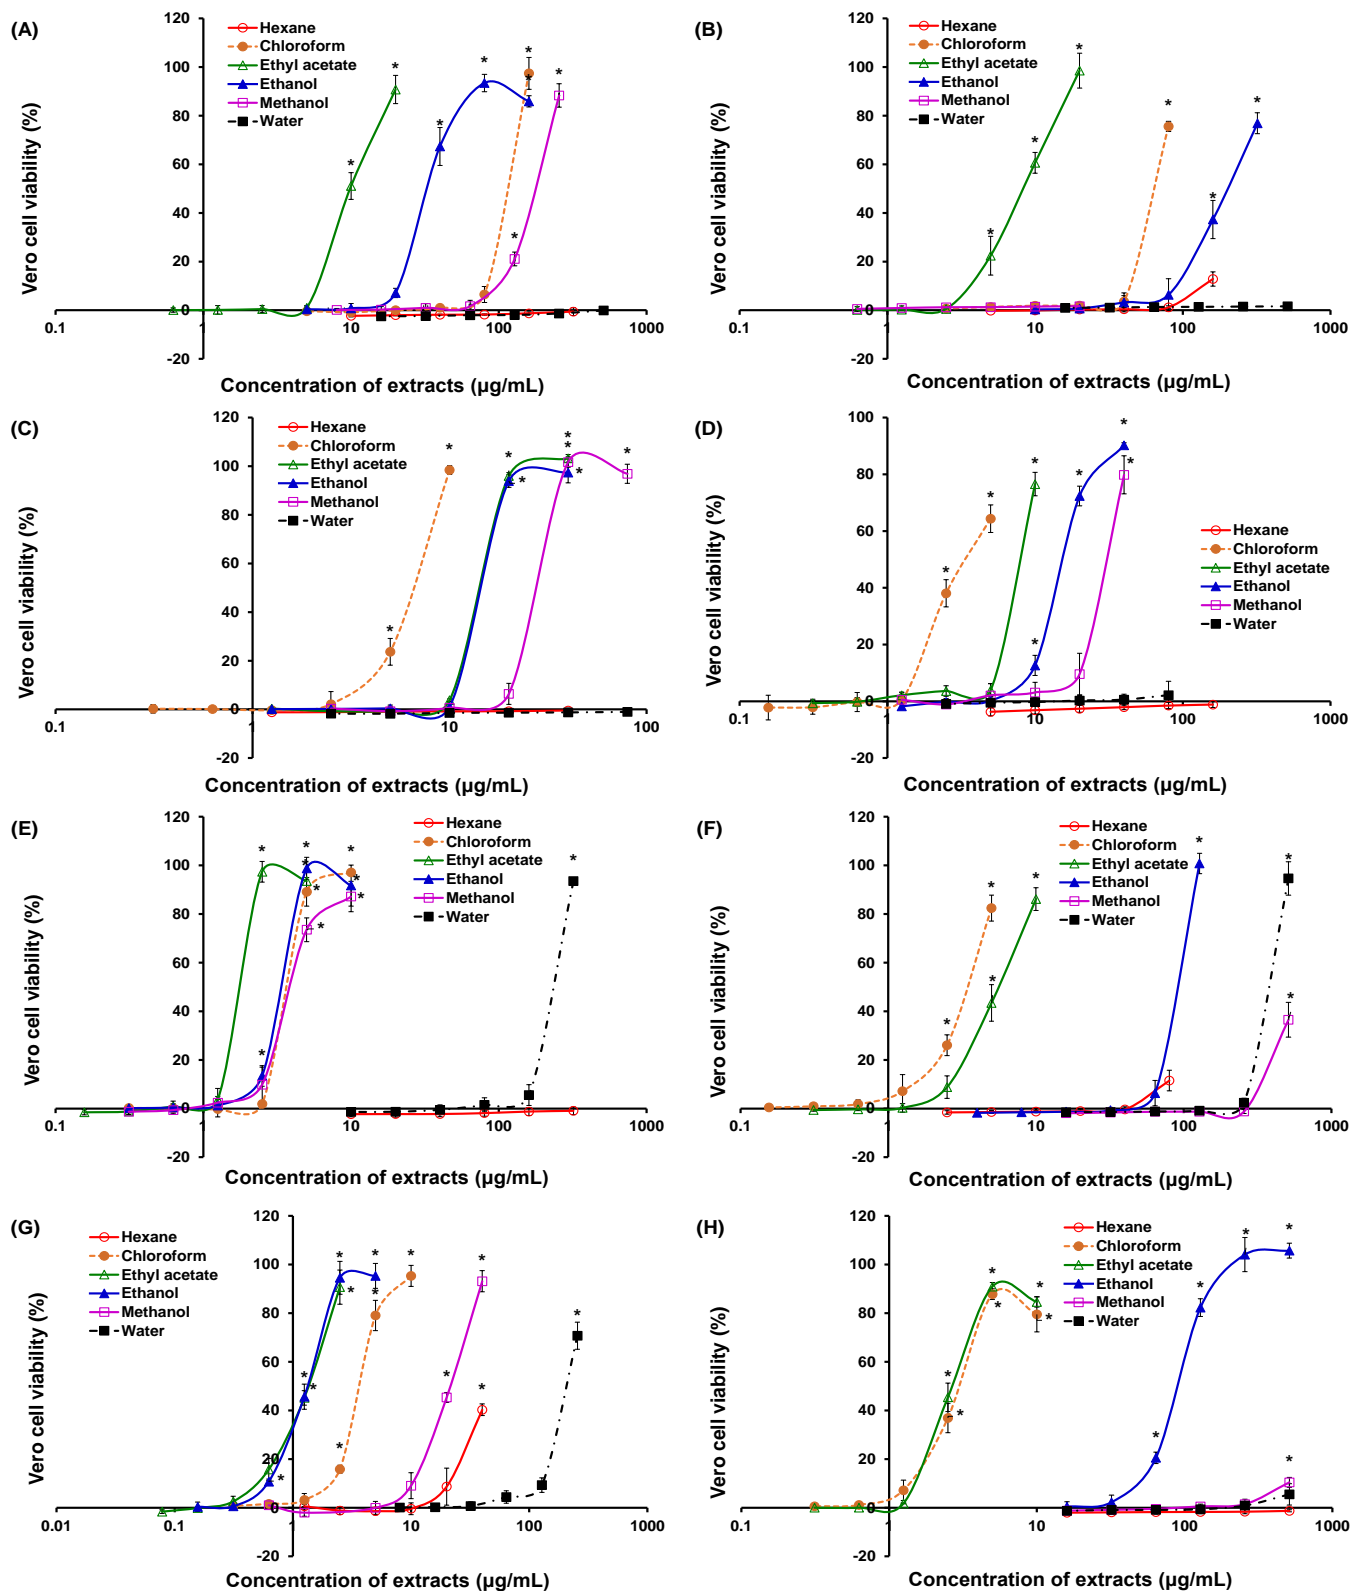 (A)
Vero cell viability (%)
120
100
80
60
40
20
0
-20
0.1
1
10
100
1000
Hexane
Chloroform
Ethyl acetate
Ethanol
Methanol
Water
* * * * * * * * *
Concentration of extracts (µg/mL)
(B)
Vero cell viability (%)
120
100
80
60
40
20
0
-20
0.1
1
10
100
1000
Hexane
Chloroform
Ethyl acetate
Ethanol
Methanol
Water
* * * * * *
Concentration of extracts (µg/mL)
(C)
Vero cell viability (%)
120
100
80
60
40
20
0
-20
0.1
1
10
100
Hexane
Chloroform
Ethyl acetate
Ethanol
Methanol
Water
* * * * * * * *
Concentration of extracts (µg/mL)
(D)
Vero cell viability (%)
100
80
60
40
20
0
-20
0.1
1
10
100
1000
Hexane
Chloroform
Ethyl acetate
Ethanol
Methanol
Water
* * * * * * *
Concentration of extracts (µg/mL)
(E)
Vero cell viability (%)
120
100
80
60
40
20
0
-20
0.1
1
10
100
1000
Hexane
Chloroform
Ethyl acetate
Ethanol
Methanol
Water
* * * * * * * * * *
Concentration of extracts (µg/mL)
(F)
Vero cell viability (%)
120
100
80
60
40
20
0
-20
0.1
1
10
100
1000
Hexane
Chloroform
Ethyl acetate
Ethanol
Methanol
Water
* * * * * * *
Concentration of extracts (µg/mL)
(G)
Vero cell viability (%)
120
100
80
60
40
20
0
-20
0.01
0.1
1
10
100
1000
Hexane
Chloroform
Ethyl acetate
Ethanol
Methanol
Water
* * * * * * * * * * * * *
Concentration of extracts (µg/mL)
(H)
Vero cell viability (%)
120
100
80
60
40
20
0
-20
0.1
1
10
100
1000
Hexane
Chloroform
Ethyl acetate
Ethanol
Methanol
Water
* * * * * * * * * * *
Concentration of extracts (µg/mL)